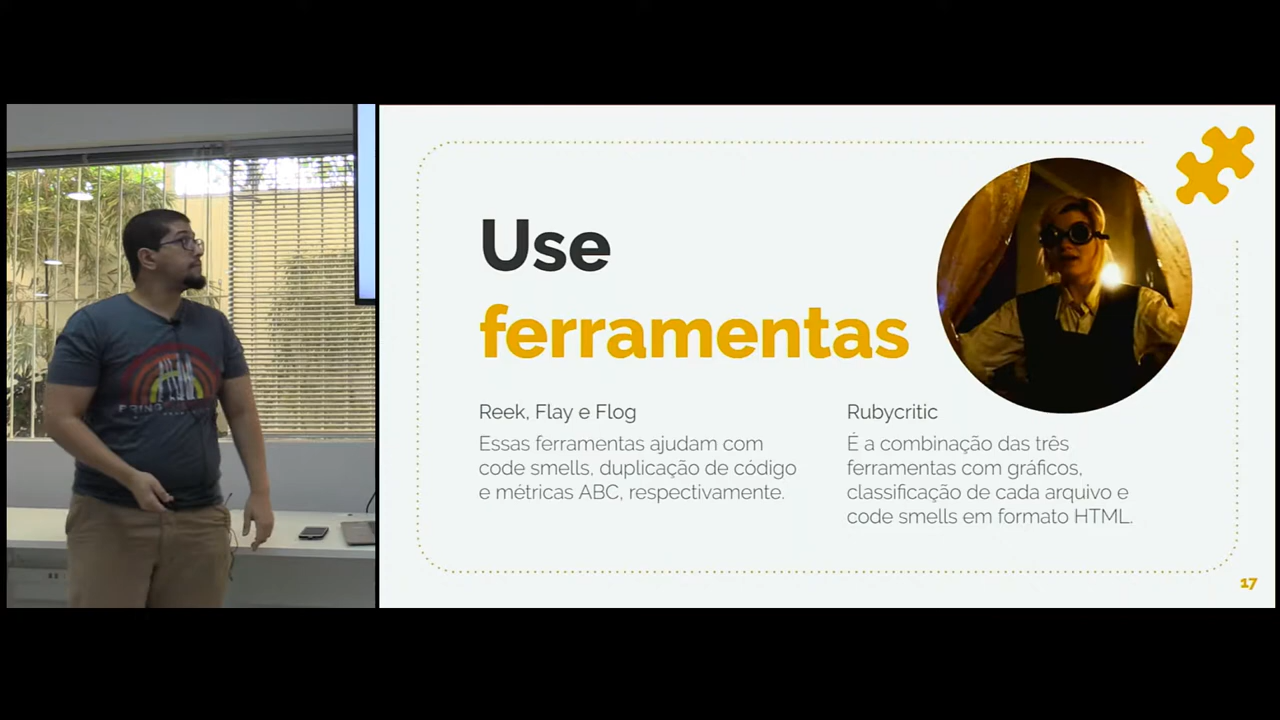 Use
ferramentas
Reek, Flay e Flog
Essas ferramentas ajudam com
code smells, duplicação de código
e métricas ABC, respectivamente.
Rubycritic
É a combinação das três
ferramentas com gráficos,
classificação de cada arquivo e
code smells em formato HTML.
17